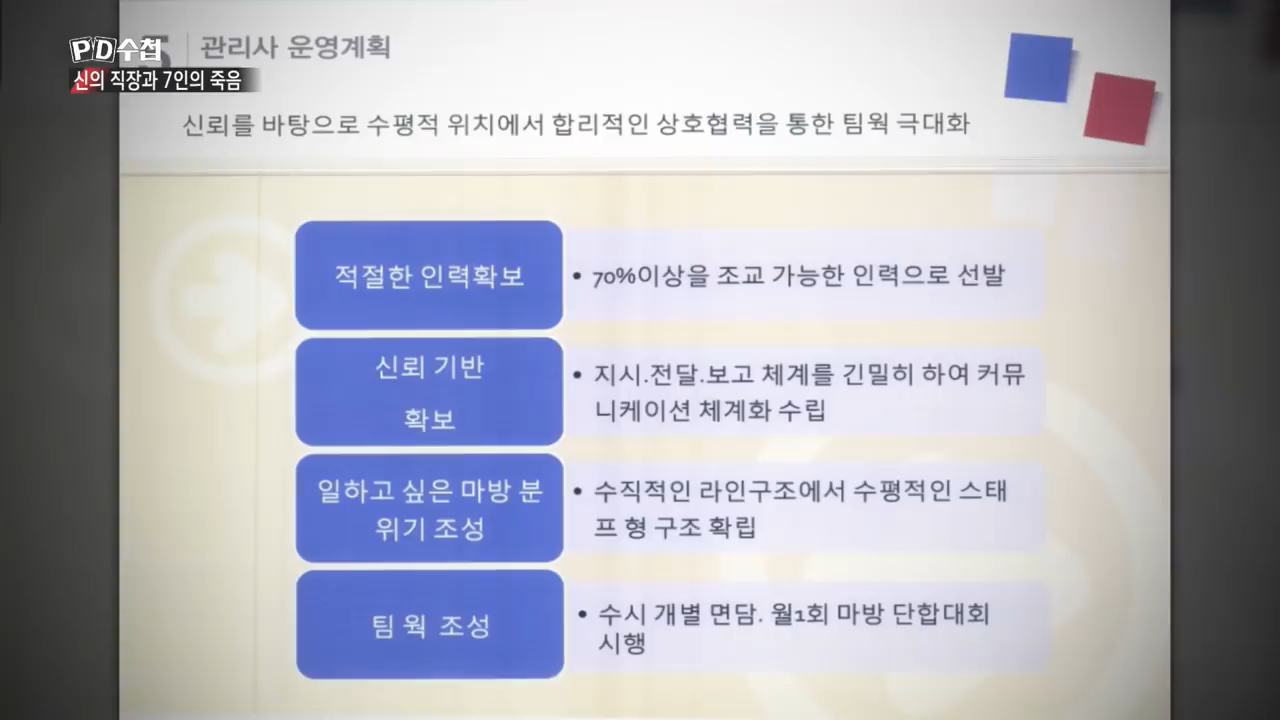 PD수첩
신의 직장과 7인의 죽음
5 관리사 운영계획
신뢰를 바탕으로 수평적 위치에서 합리적인 상호협력을 통한 팀웍 극대화
적절한 인력확보
• 70%이상을 조교 가능한 인력으로 선발
신뢰 기반
확보
• 지시.전달.보고 체계를 긴밀히 하여 커뮤
니케이션 체계화 수립
일하고 싶은 마방 분
위기 조성
• 수직적인 라인구조에서 수평적인 스태
프 형 구조 확립
팀 웍 조성
• 수시 개별 면담. 월1회 마방 단합대회
시행